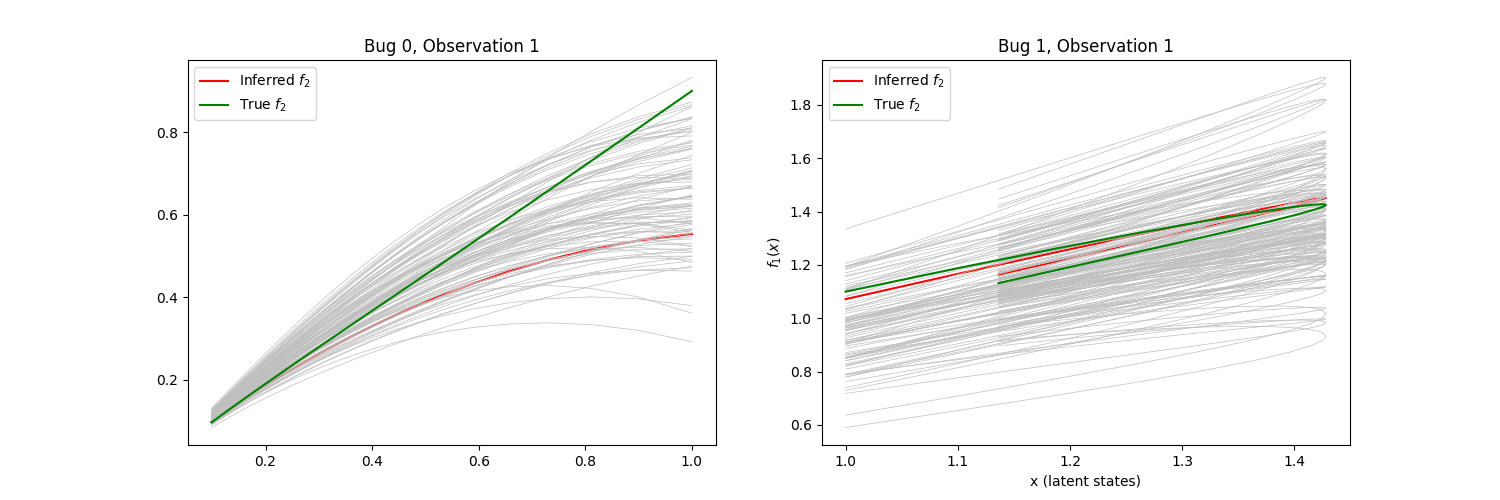 Bug 0, Observation 1
Inferred f₂
True f₂
0.8
0.6
0.4
0.2
0.2 0.4 0.6 0.8 1.0
Bug 1, Observation 1
Inferred f₂
True f₂
f₁(x)
1.8
1.6
1.4
1.2
1.0
0.8
0.6
1.0 1.1 1.2 1.3 1.4
x (latent states)